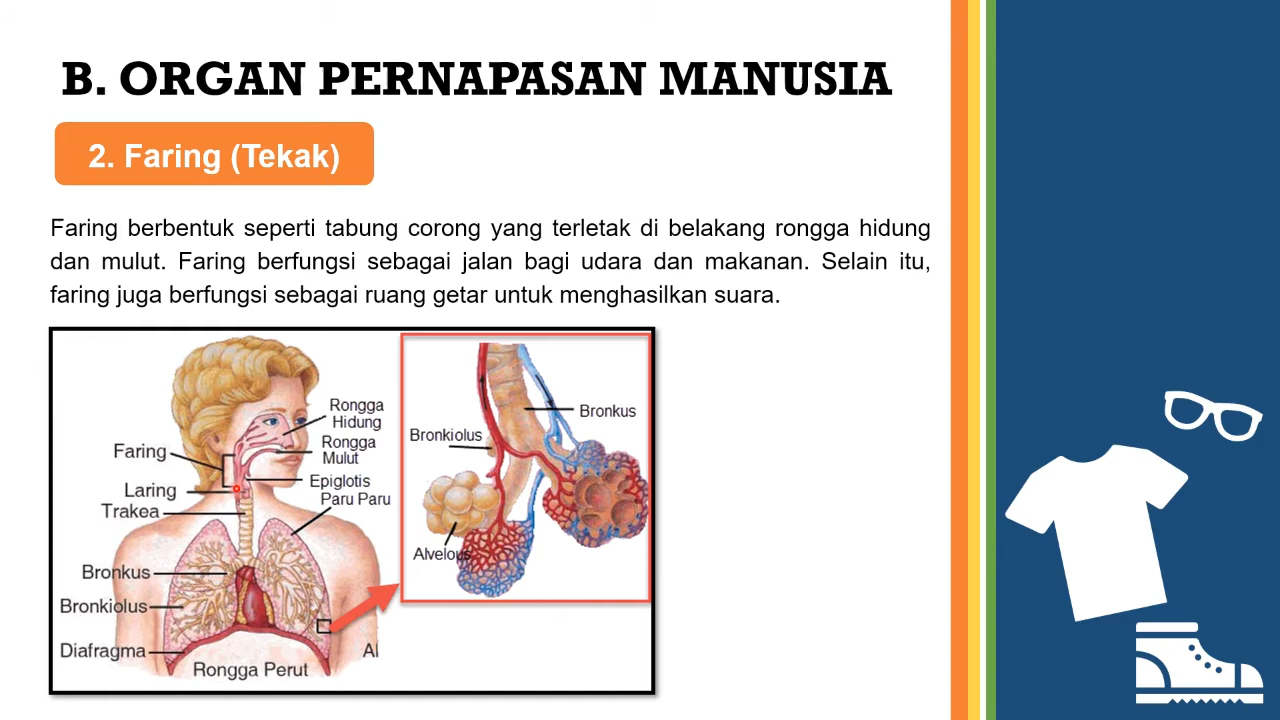 B. ORGAN PERNAPASAN MANUSIA
2. Faring (Tekak)
Faring berbentuk seperti tabung corong yang terletak di belakang rongga hidung
dan mulut. Faring berfungsi sebagai jalan bagi udara dan makanan. Selain itu,
faring juga berfungsi sebagai ruang getar untuk menghasilkan suara.
Rongga
Hidung
Rongga
Mulut
Faring
Epiglotis
Laring
Paru Paru
Trakea
Bronkus
Bronkiolus
Diafragma
Rongga Perut
Al
Bronkus
Bronkiolus
Alvelous